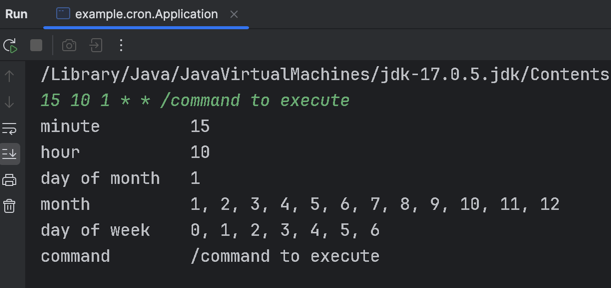 Run example.cron.Application
/Library/Java/JavaVirtualMachines/jdk-17.0.5.jdk/Contents
15 10 1 * * /command to execute
minute 15
hour 10
day of month 1
month 1, 2, 3, 4, 5, 6, 7, 8, 9, 10, 11, 12
day of week 0, 1, 2, 3, 4, 5, 6
command /command to execute